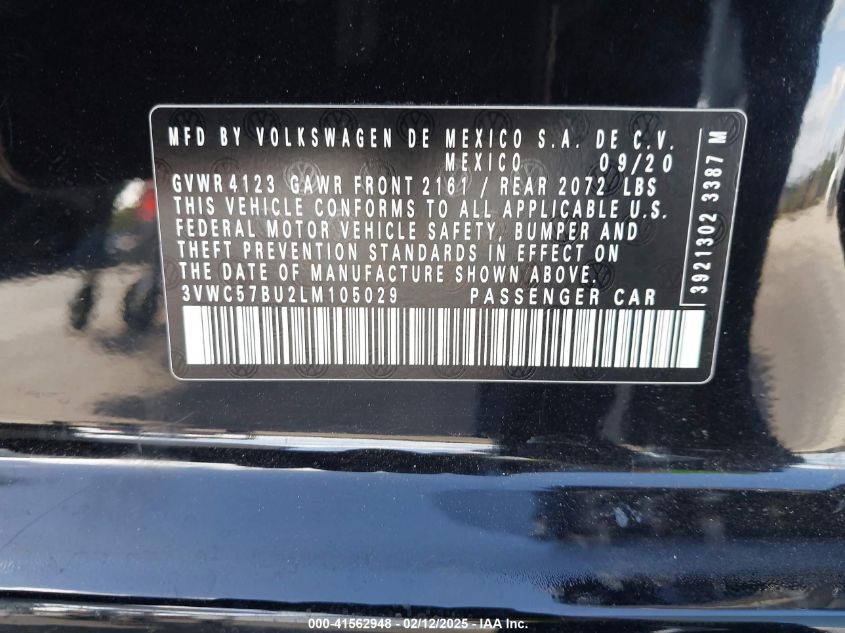 MFD BY VOLKSWAGEN DE MEXICO S.A. DE C.V.
MEXICO 09/20
GVWR 4123 GAWR FRONT 2161 / REAR 2072 LBS
THIS VEHICLE CONFORMS TO ALL APPLICABLE U.S.
FEDERAL MOTOR VEHICLE SAFETY, BUMPER AND
THEFT PREVENTION STANDARDS IN EFFECT ON
THE DATE OF MANUFACTURE SHOWN ABOVE.
3VWC57BU2LM105029 PASSENGER CAR
3921302 3387 M
000-41562948 - 02/12/2025 - IAA Inc.